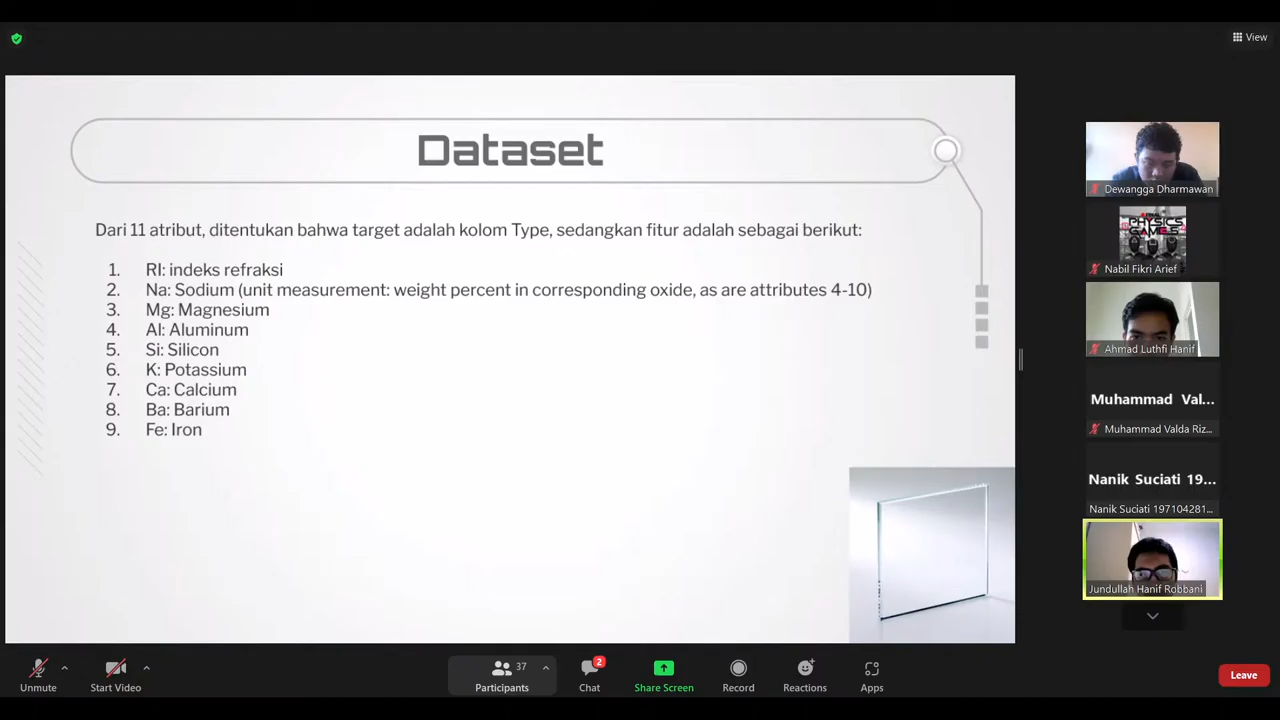 View
Dataset
Dari 11 atribut, ditentukan bahwa target adalah kolom Type, sedangkan fitur adalah sebagai berikut:
1. RI: indeks refraksi
2. Na: Sodium (unit measurement: weight percent in corresponding oxide, as are attributes 4-10)
3. Mg: Magnesium
4. Al: Aluminum
5. Si: Silicon
6. K: Potassium
7. Ca: Calcium
8. Ba: Barium
9. Fe: Iron
Dewangga Dharmawan
PHYSICS
GAMES
Nabil Fikri Arief
Ahmad Luthfi Hanif
Muhammad Val...
Muhammad Valda Riz...
Nanik Suciati 19...
Nanik Suciati 197104281...
Jundullah Hanif Robbani
Unmute
Start Video
37
Participants
2
Chat
Share Screen
Record
Reactions
Apps
Leave